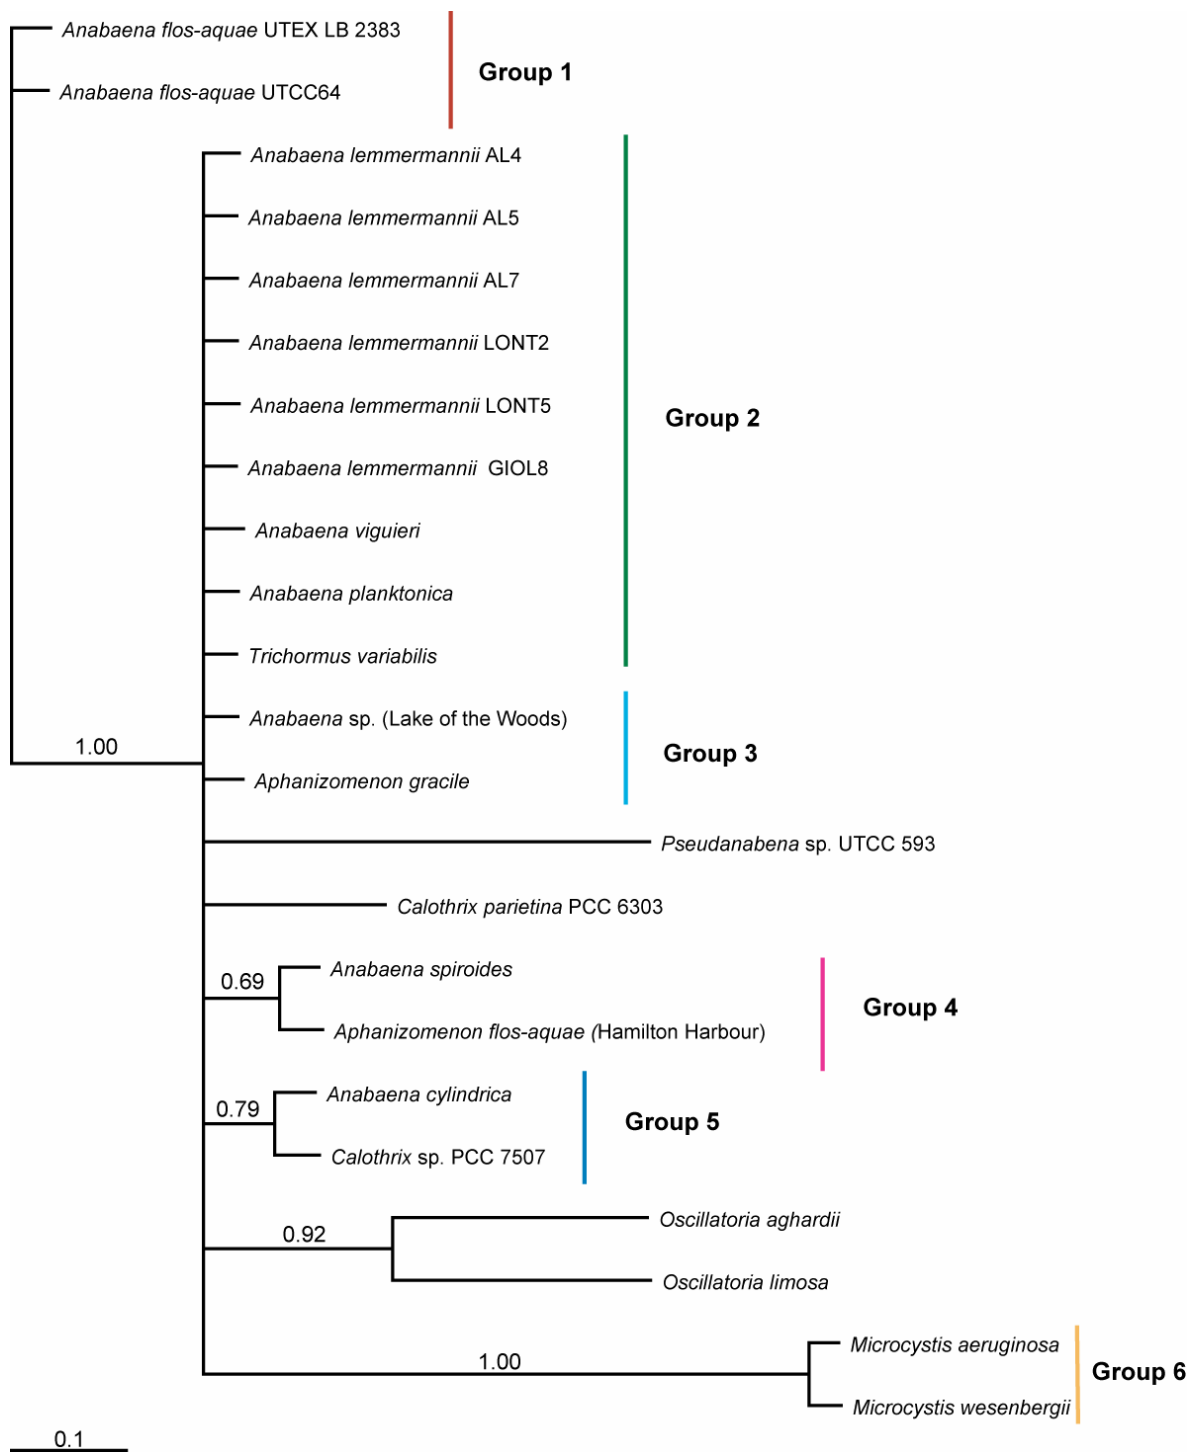 Anabaena flos-aquae UTEX LB 2383
Group 1
Anabaena flos-aquae UTCC64
Anabaena lemmermannii AL4
Anabaena lemmermannii AL5
Anabaena lemmermannii AL7
Anabaena lemmermannii LONT2
Anabaena lemmermannii LONT5
Group 2
Anabaena lemmermannii GIOL8
Anabaena viguieri
Anabaena planktonica
Trichormus variabilis
Anabaena sp. (Lake of the Woods)
1.00
Group 3
Aphanizomenon gracile
Pseudanabena sp. UTCC 593
Calothrix parietina PCC 6303
Anabaena spiroides
0.69
Group 4
Aphanizomenon flos-aquae (Hamilton Harbour)
Anabaena cylindrica
0.79
Group 5
Calothrix sp. PCC 7507
Oscillatoria aghardii
0.92
Oscillatoria limosa
Microcystis aeruginosa
1.00
Group 6
Microcystis wesenbergii
0.1